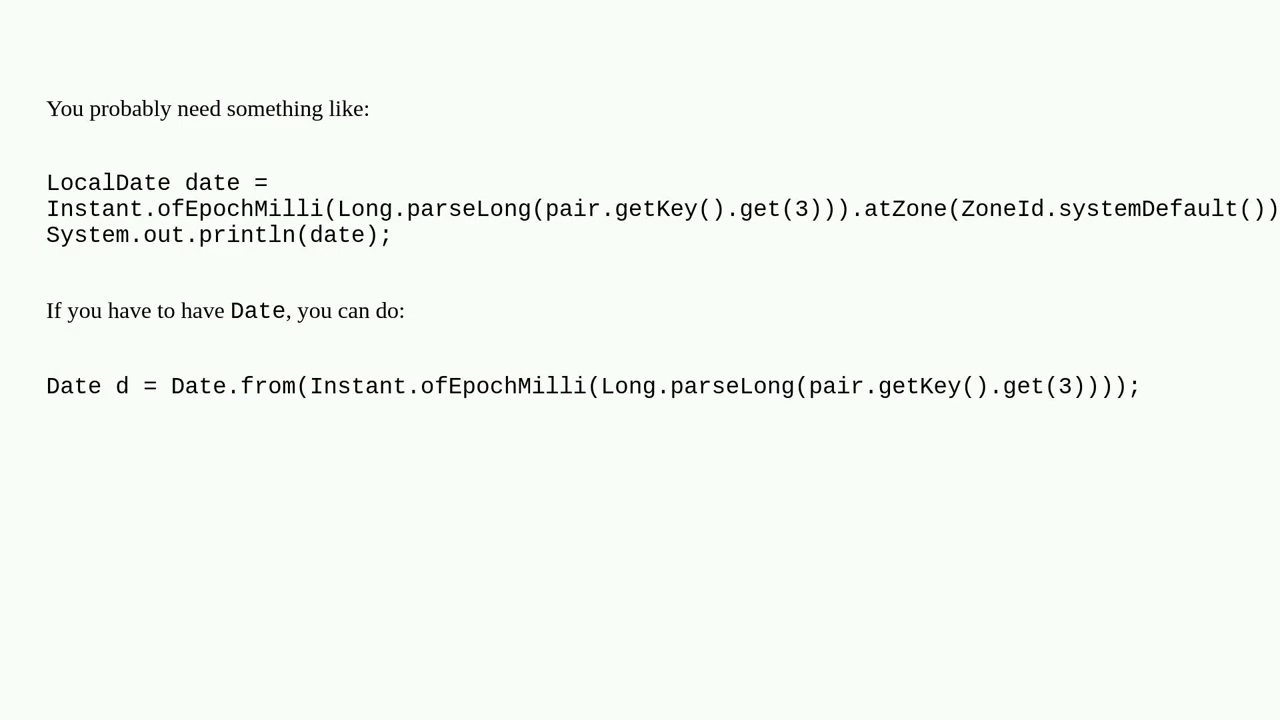 You probably need something like:
LocalDate date =
Instant.ofEpochMilli(Long.parseLong(pair.getKey().get(3))).atZone(ZoneId.systemDefault())
System.out.println(date);
If you have to have Date, you can do:
Date d = Date.from(Instant.ofEpochMilli(Long.parseLong(pair.getKey().get(3))));